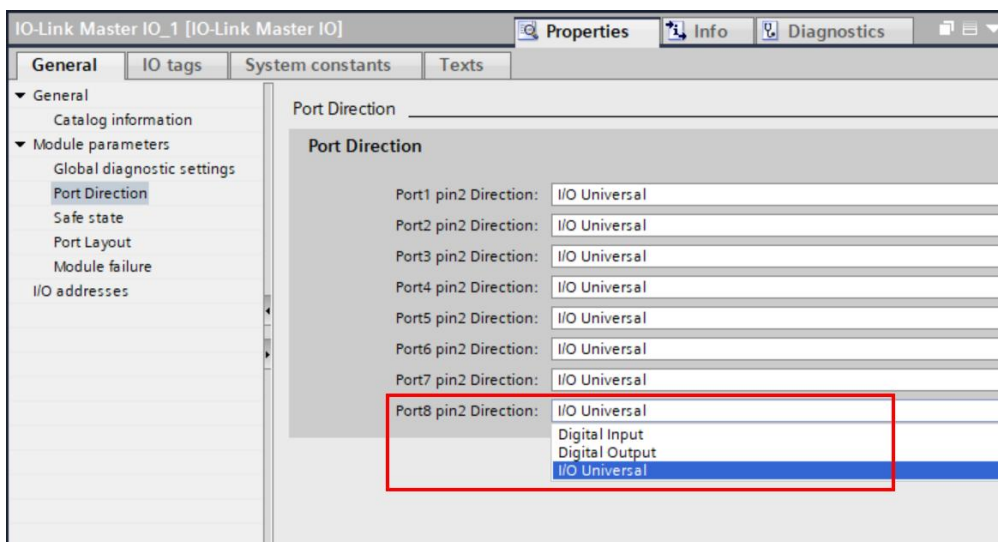 IO-Link Master IO_1 [IO-Link Master IO]
Properties
Info
Diagnostics
General
IO tags
System constants
Texts
General
Catalog information
Module parameters
Global diagnostic settings
Port Direction
Safe state
Port Layout
Module failure
I/O addresses
Port Direction
Port Direction
Port1 pin2 Direction: I/O Universal
Port2 pin2 Direction: I/O Universal
Port3 pin2 Direction: I/O Universal
Port4 pin2 Direction: I/O Universal
Port5 pin2 Direction: I/O Universal
Port6 pin2 Direction: I/O Universal
Port7 pin2 Direction: I/O Universal
Port8 pin2 Direction: I/O Universal
Digital Input
Digital Output
I/O Universal